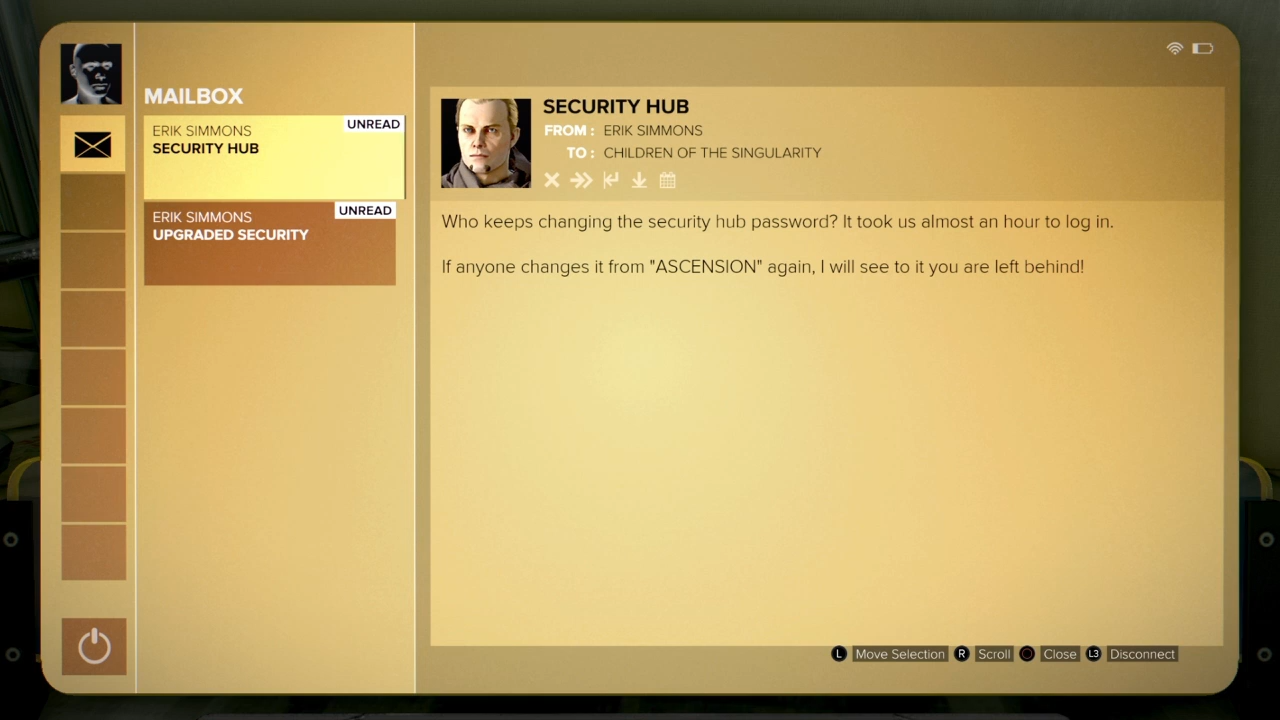 MAILBOX
ERIK SIMMONS
UNREAD
SECURITY HUB
ERIK SIMMONS
UNREAD
UPGRADED SECURITY
SECURITY HUB
FROM : ERIK SIMMONS
TO : CHILDREN OF THE SINGULARITY
Who keeps changing the security hub password? It took us almost an hour to log in.
If anyone changes it from "ASCENSION" again, I will see to it you are left behind!
L Move Selection R Scroll Close L3 Disconnect